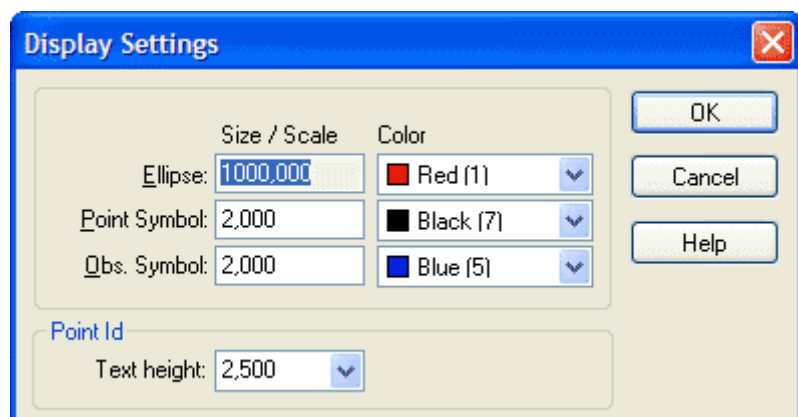 Display Settings
Size / Scale Color
Ellipse: 1000,000 Red (1)
Point Symbol: 2,000 Black (7)
Obs. Symbol: 2,000 Blue (5)
OK
Cancel
Help
Point Id
Text height: 2,500